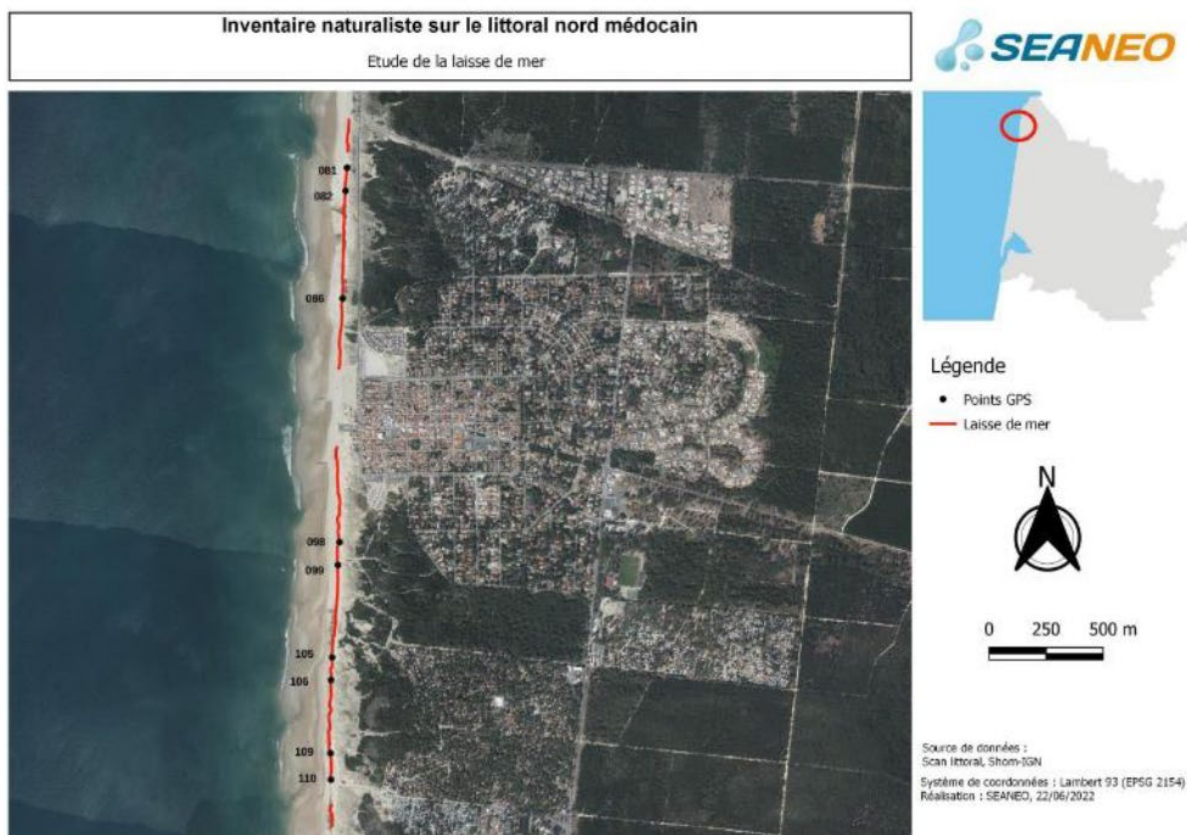 Inventaire naturaliste sur le littoral nord médocain
Etude de la laisse de mer
SEANEO
081
082
086
098
099
105
106
109
110
Légende
Points GPS
Laisse de mer
N
0 250 500 m
Source de données :
Scan littoral, Shom-IGN
Système de coordonnées : Lambert 93 (EPSG 2154)
Réalisation : SEANEO, 22/06/2022